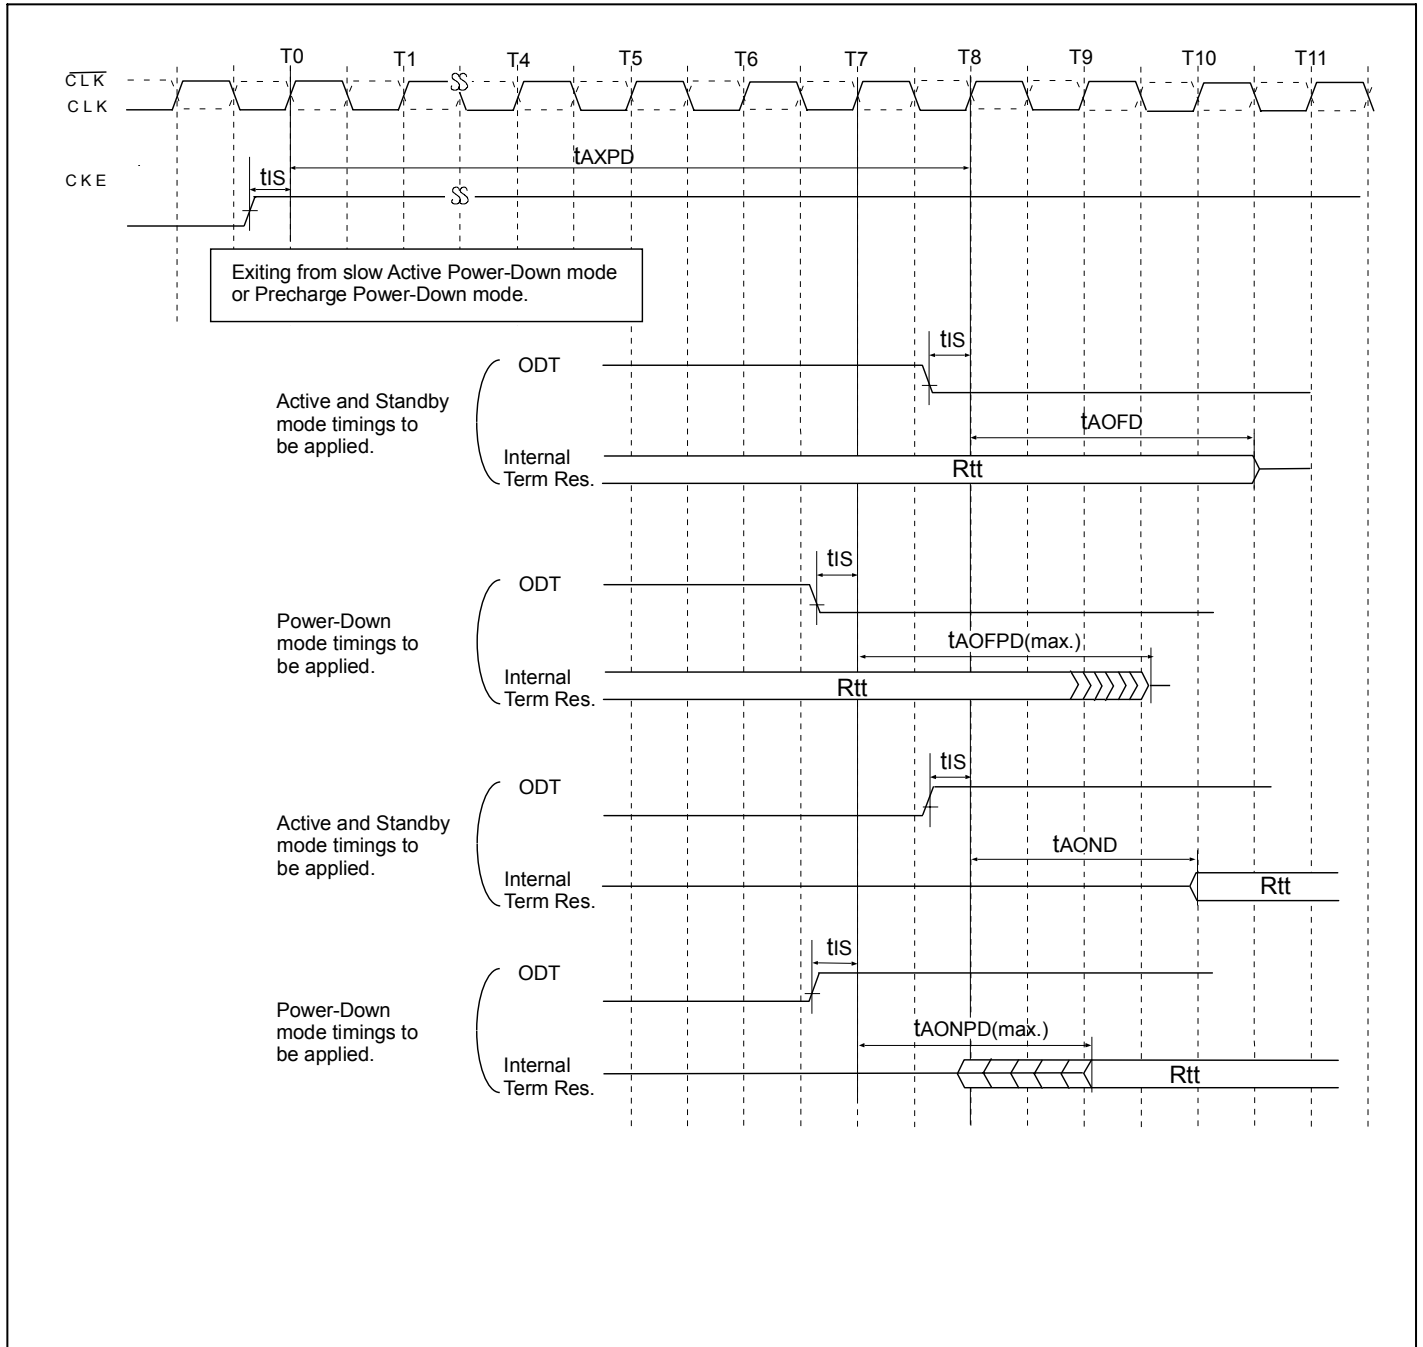 T0 T1 T4 T5 T6 T7 T8 T9 T10 T11
CLK
CLK
tAXPD
CKE
tIS
Exiting from slow Active Power-Down mode
or Precharge Power-Down mode.
tIS
ODT
Active and Standby
mode timings to
be applied.
tAOFD
Internal
Term Res.
Rtt
tIS
ODT
Power-Down
mode timings to
be applied.
tAOFPD(max.)
Internal
Term Res.
Rtt
tIS
ODT
Active and Standby
mode timings to
be applied.
tAOND
Internal
Term Res.
Rtt
tIS
ODT
Power-Down
mode timings to
be applied.
tAONPD(max.)
Internal
Term Res.
Rtt